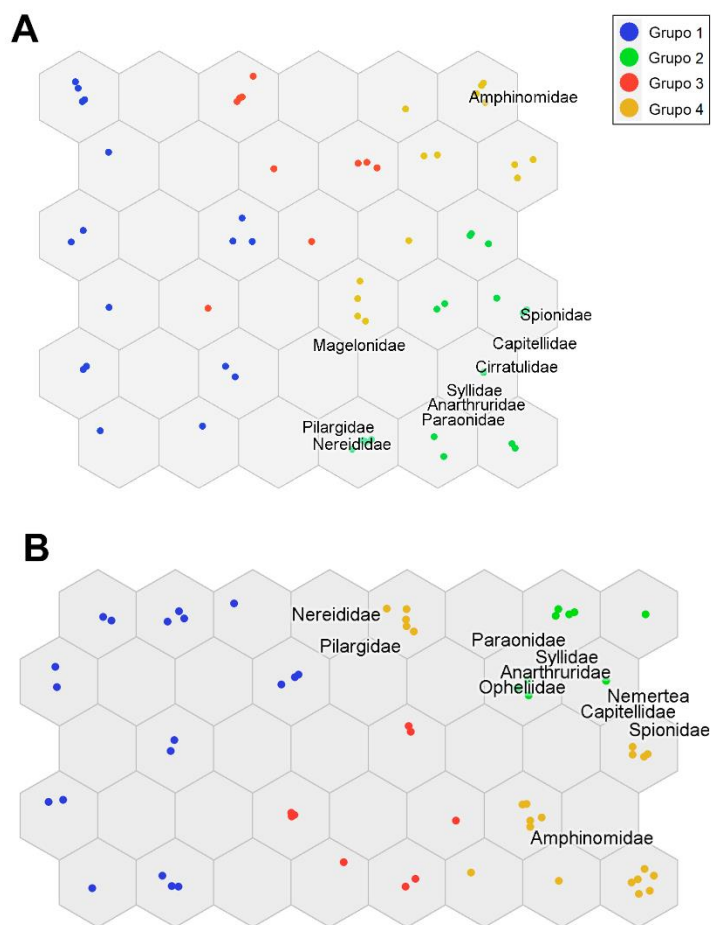 A
Grupo 1
Grupo 2
Grupo 3
Grupo 4
Amphinomidae
Spionidae
Magelonidae
Capitellidae
Cirratulidae
Syllidae
Anarthruridae
Paraonidae
Pilargidae
Nereididae
B
Nereididae
Pilargidae
Paraonidae
Syllidae
Anarthruridae
Opheliidae
Nemertea
Capitellidae
Spionidae
Amphinomidae